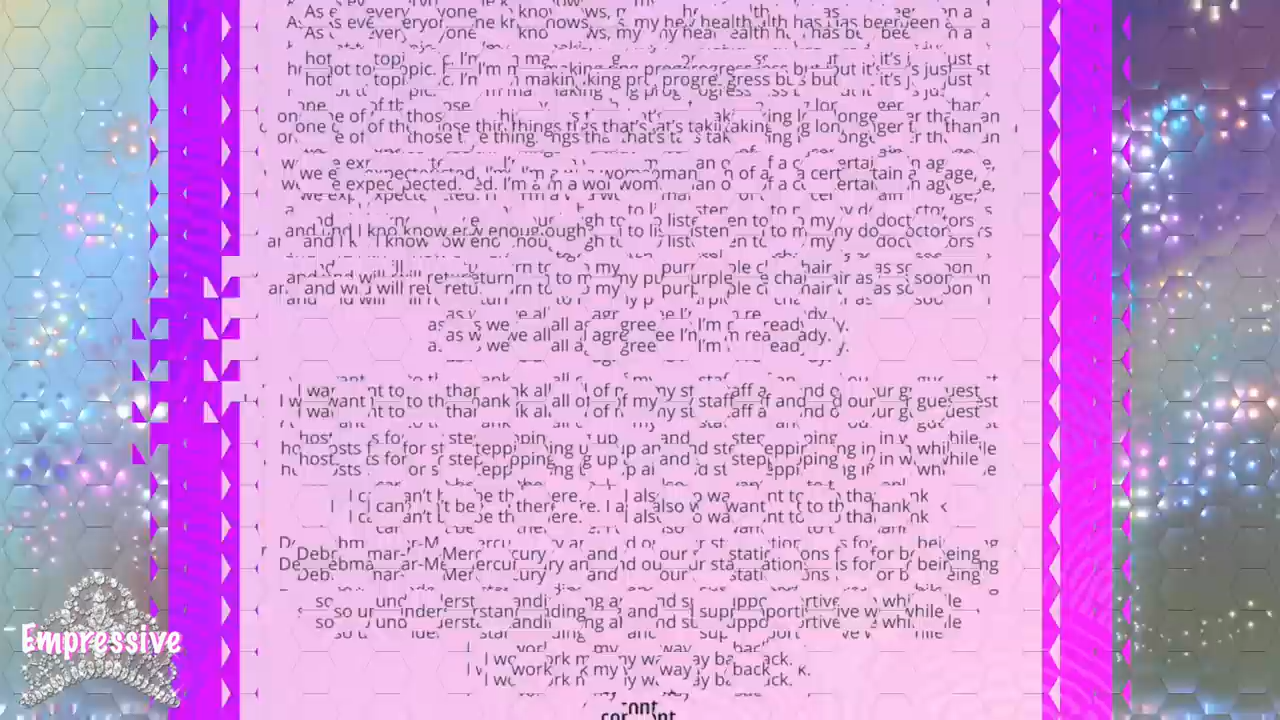 As everyone knows, my health has been a
hot topic. I'm making progress but it's just
one of those things that's taking longer than
we expected. I'm a woman of a certain age,
and I know enough to listen to my doctors
and will return to my purple chair as soon
as we all agree I'm ready.
I want to thank all of my staff and our guest
hosts for stepping up and stepping in while
I can't be there. I also want to thank
Debmar-Mercury and our stations for being
so understanding and supportive while
I work my way back.
cont
Empressive